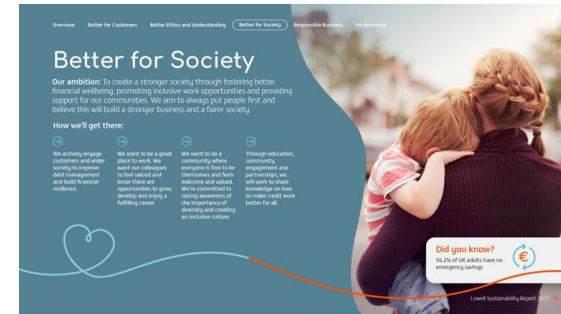 Overview Better for Customers Better Ethics and Understanding Better for Society Responsible Business Performance
Better for Society
Our ambition: To create a stronger society through fostering better
financial wellbeing, promoting inclusive work opportunities and providing
support for our communities. We aim to always put people first and
believe this will build a stronger business and a fairer society.
How we'll get there:
We actively engage
customers and wider
society to improve
debt management
and build financial
resilience.
We want to be a great
place to work. We
want our colleagues
to feel valued and
know there are
opportunities to grow,
develop and enjoy a
fulfilling career.
We want to be a
community where
everyone is free to be
themselves and feels
welcome and valued.
We're committed to
raising awareness of
the importance of
diversity and creating
an inclusive culture.
Through education,
community
engagement and
partnerships, we
will work to share
knowledge on how
to make credit work
better for all.
Did you know?
56.2% of UK adults have no
emergency savings
€
Lowell Sustainability Report 2021